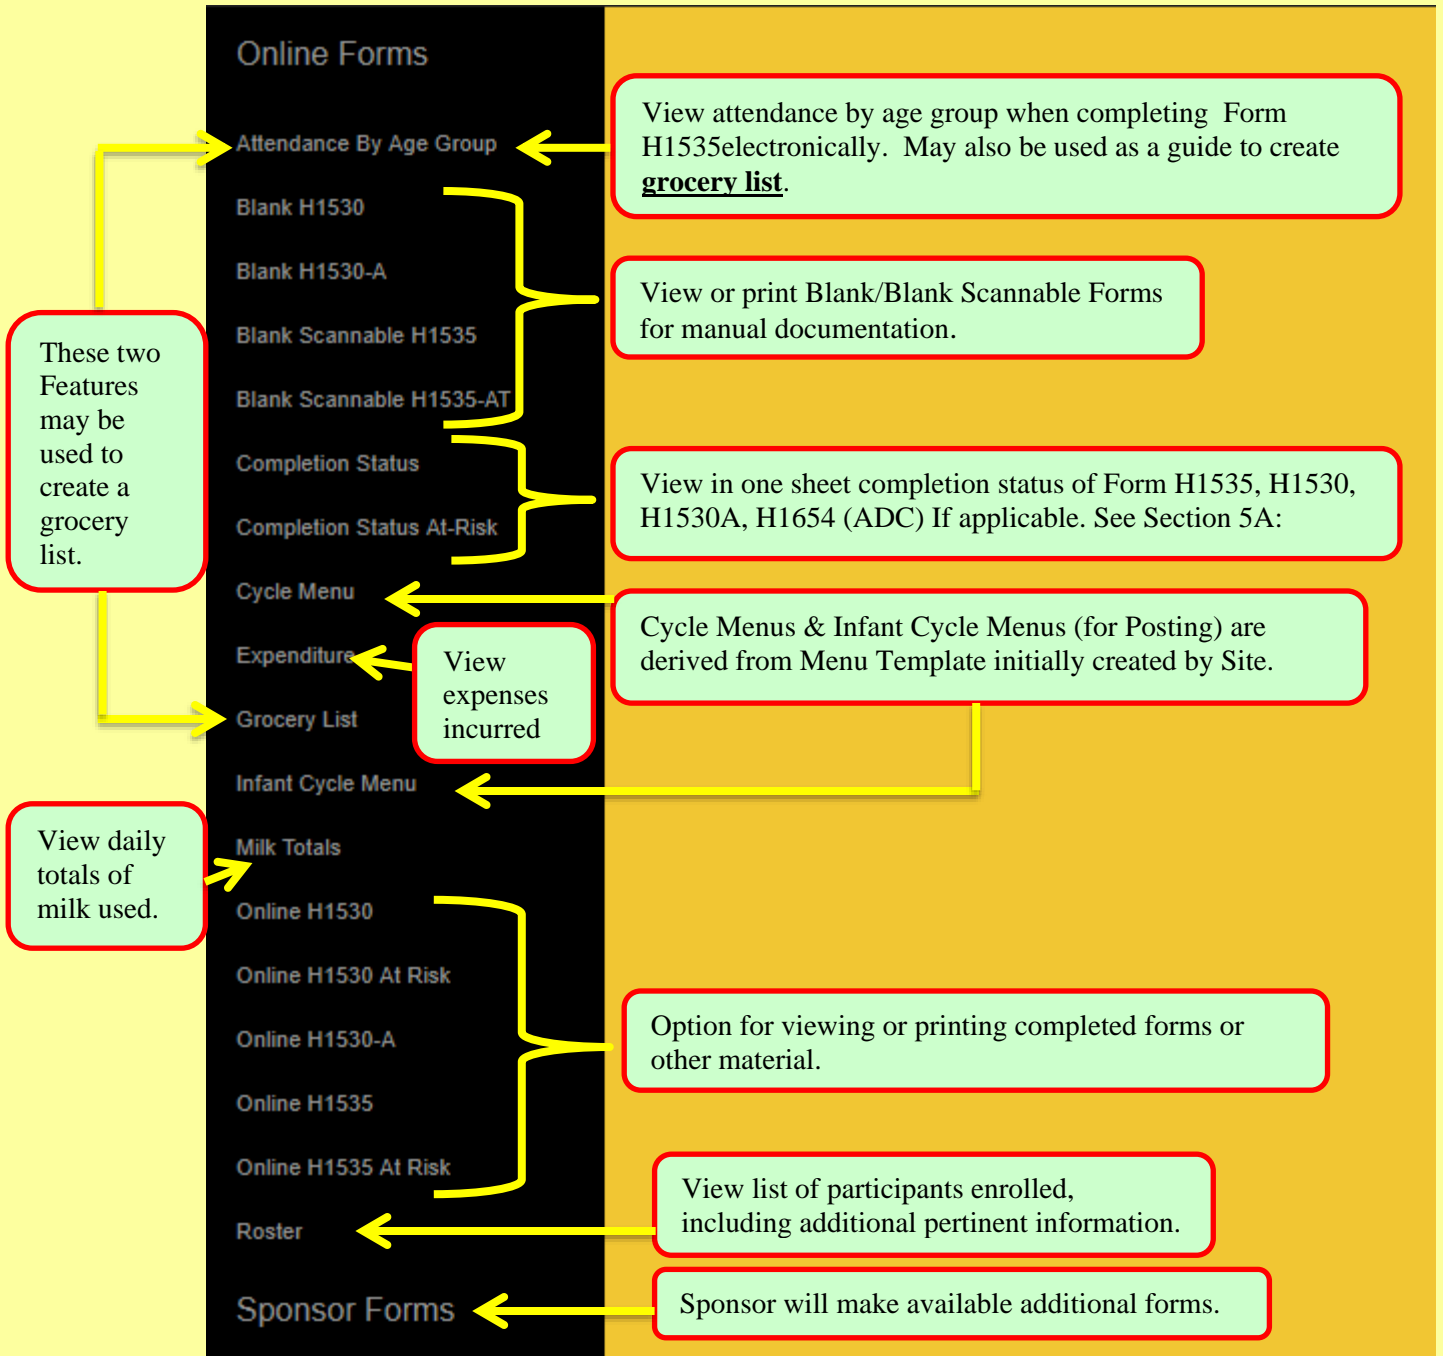 Online Forms
Attendance By Age Group
View attendance by age group when completing  Form
H1535electronically.  May also be used as a guide to create
grocery list.
Blank H1530
Blank H1530-A
Blank Scannable H1535
Blank Scannable H1535-AT
View or print Blank/Blank Scannable Forms
for manual documentation.
These two
Features
may be
used to
create a
grocery
list.
Completion Status
Completion Status At-Risk
View in one sheet completion status of Form H1535, H1530,
H1530A, H1654 (ADC) If applicable. See Section 5A:
Cycle Menu
Cycle Menus & Infant Cycle Menus (for Posting) are
derived from Menu Template initially created by Site.
Expenditure
View
expenses
incurred
Grocery List
Infant Cycle Menu
Milk Totals
View daily
totals of
milk used.
Online H1530
Online H1530 At Risk
Online H1530-A
Online H1535
Online H1535 At Risk
Option for viewing or printing completed forms or
other material.
Roster
View list of participants enrolled,
including additional pertinent information.
Sponsor Forms
Sponsor will make available additional forms.